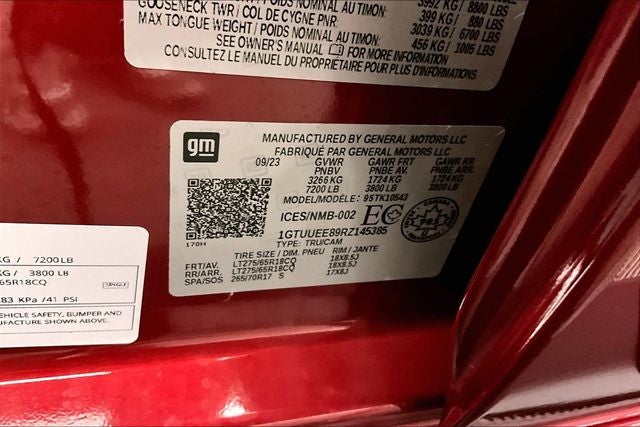 3992 KG / 8800 LBS
GOOSENECK TWR / COL DE CYGNE PNR:
399 KG / 880 LBS
MAX TONGUE WEIGHT / POIDS NOMINAL AU TIMON:
3039 KG / 6700 LBS
456 KG / 1005 LBS
SEE OWNER'S MANUAL FOR MORE INFORMATION
CONSULTEZ LE MANUEL DU PROPRIÉTAIRE POUR PLUS D'INFORMATIONS.
gm
MANUFACTURED BY GENERAL MOTORS LLC
FABRIQUÉ PAR GENERAL MOTORS LLC
09/23 GVWR GAWR FRT GAWR RR
PNBV PNBE AV. PNBE ARR.
3266 KG 1724 KG 1724 KG
7200 LB 3800 LB 3800 LB
MODEL/MODÈLE: 95TK10543
ICES/NMB-002 EC
1GTUUEE89RZ145385
170H
TYPE: TRU/CAM
TIRE SIZE / DIM. PNEU RIM / JANTE
FRT/AV. LT275/65R18CQ 18X8.5J
RR/ARR. LT275/65R18CQ 18X8.5J
SPA/SOS 265/70R17 S 17X8J
KG / 7200LB
KG / 3800 LB
65R18CQ
SINGLE
83 KPa /41 PSI
VEHICLE SAFETY, BUMPER AND
UFACTURE SHOWN ABOVE.